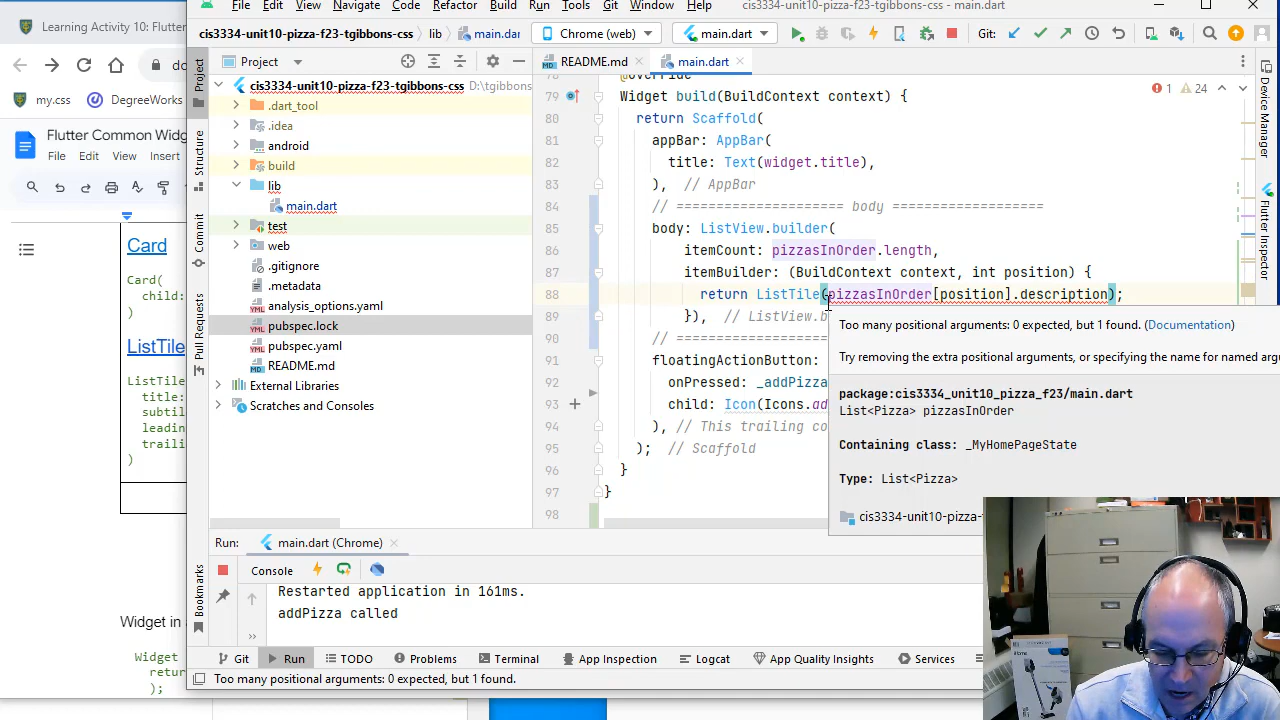 File Edit View Navigate Code Refactor Build Run Tools Git Window Help cis3334-unit10-pizza-f23-tgibbons-css - main.dart
Learning Activity 10: Flutter
cis3334-unit10-pizza-f23-tgibbons-css lib main.dar Chrome (web) main.dart Git:
my.css DegreeWorks
Project README.md main.dart
Flutter Common Widg
File Edit View Insert
cis3334-unit10-pizza-f23-tgibbons-css D:\tgibbons
.dart_tool
.idea
android
build
lib
main.dart
test
web
.gitignore
.metadata
analysis_options.yaml
pubspec.lock
pubspec.yaml
README.md
External Libraries
Scratches and Consoles
Project
Structure
Commit
Pull Requests
Bookmarks
Device Manager
Flutter Inspector
Card
Card(
child:
)
ListTile
ListTile(
title:
subtil
leadin
traili
)
Widget in a
Widget
return
);
1 24
78 @override
79 Widget build(BuildContext context) {
80 return Scaffold(
81 appBar: AppBar(
82 title: Text(widget.title),
83 ), // AppBar
84 // ===================== body ==================
85 body: ListView.builder(
86 itemCount: pizzasInOrder.length,
87 itemBuilder: (BuildContext context, int position) {
88 return ListTile(pizzasInOrder[position].description);
89 }), // ListView.b
90 // =================
91 floatingActionButton:
92 onPressed: _addPizza
93 child: Icon(Icons.ad
94 ), // This trailing co
95 ); // Scaffold
96 }
97 }
98
Too many positional arguments: 0 expected, but 1 found. (Documentation)
Try removing the extra positional arguments, or specifying the name for named argu
package:cis3334_unit10_pizza_f23/main.dart
List<Pizza> pizzasInOrder
Containing class: _MyHomePageState
Type: List<Pizza>
cis3334-unit10-pizza-
Run: main.dart (Chrome)
Console
Restarted application in 161ms.
addPizza called
Git Run TODO Problems Terminal App Inspection Logcat App Quality Insights Services
Too many positional arguments: 0 expected, but 1 found.